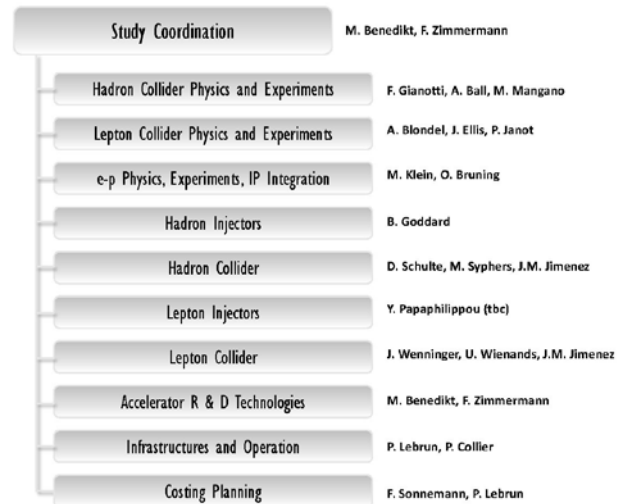 Study Coordination M. Benedikt, F. Zimmermann
Hadron Collider Physics and Experiments F. Gianotti, A. Ball, M. Mangano
Lepton Collider Physics and Experiments A. Blondel, J. Ellis, P. Janot
e-p Physics, Experiments, IP Integration M. Klein, O. Bruning
Hadron Injectors B. Goddard
Hadron Collider D. Schulte, M. Syphers, J.M. Jimenez
Lepton Injectors Y. Papaphilippou (tbc)
Lepton Collider J. Wenninger, U. Wienands, J.M. Jimenez
Accelerator R & D Technologies M. Benedikt, F. Zimmermann
Infrastructures and Operation P. Lebrun, P. Collier
Costing Planning F. Sonnemann, P. Lebrun